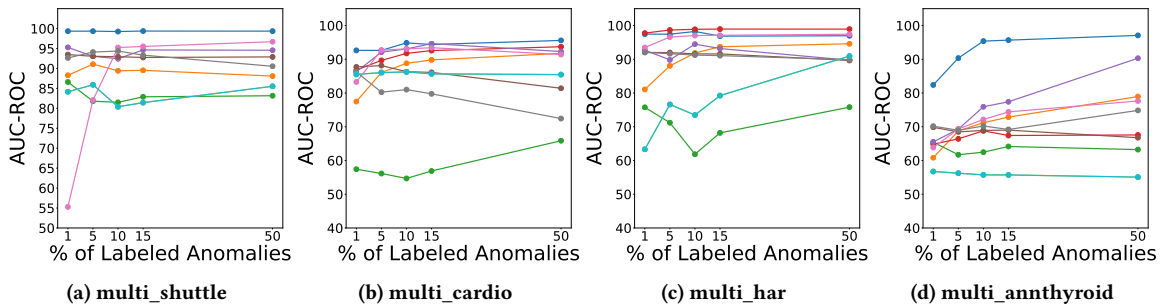 AUC-ROC
100
95
90
85
80
75
70
65
60
55
50
1 5 10 15 50
% of Labeled Anomalies
(a) multi_shuttle
AUC-ROC
100
90
80
70
60
50
40
1 5 10 15 50
% of Labeled Anomalies
(b) multi_cardio
AUC-ROC
100
90
80
70
60
50
40
1 5 10 15 50
% of Labeled Anomalies
(c) multi_har
AUC-ROC
100
90
80
70
60
50
40
1 5 10 15 50
% of Labeled Anomalies
(d) multi_annthyroid